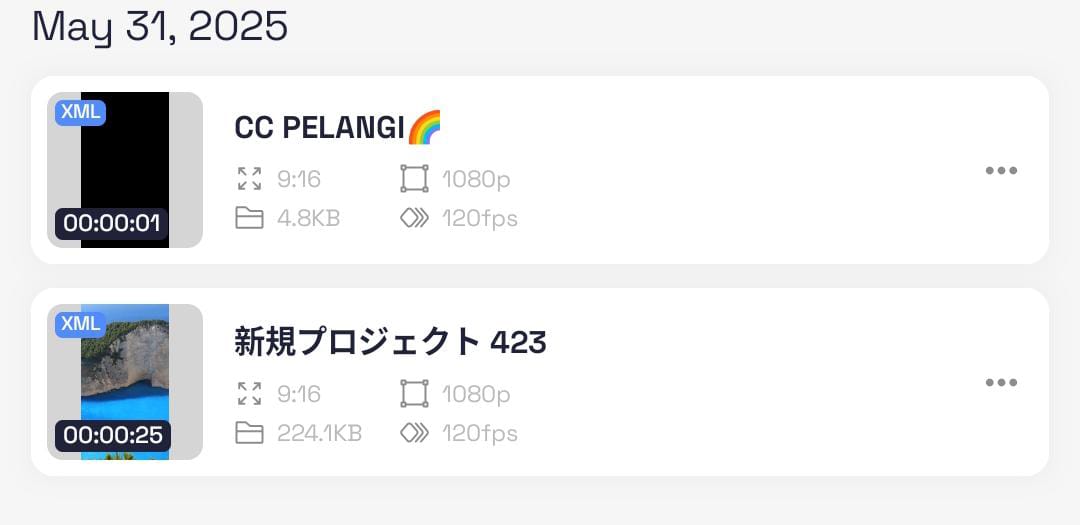 May 31, 2025
XML
00:00:01
CC PELANGI🌈
9:16
1080p
4.8KB
120fps
XML
00:00:25
新規プロジェクト 423
9:16
1080p
224.1KB
120fps